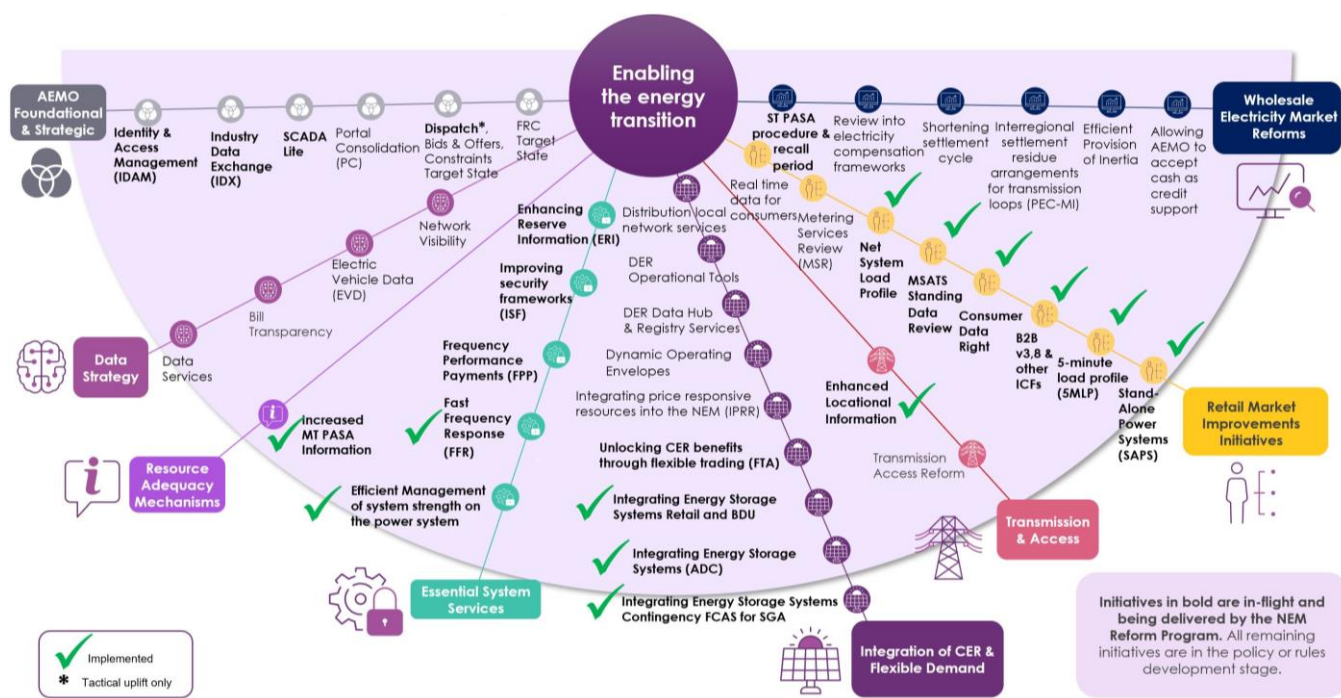 Enabling
the energy
transition
AEMO
Foundational
& Strategic
Identity &
Access
Management
(IDAM)
Industry
Data
Exchange
(IDX)
SCADA
Lite
Portal
Consolidation
(PC)
Dispatch*,
Bids & Offers,
Constraints
Target State
FRC
Target
State
ST PASA
procedure &
recall
period
Review into
electricity
compensation
frameworks
Shortening
settlement
cycle
Interregional
settlement
residue
arrangements
for transmission
loops (PEC-MI)
Efficient
Provision
of Inertia
Allowing
AEMO to
accept
cash as
credit
support
Wholesale
Electricity Market
Reforms
Network
Visibility
Electric
Vehicle Data
(EVD)
Bill
Transparency
Data Services
Data
Strategy
Increased
MT PASA
Information
Resource
Adequacy
Mechanisms
Enhancing
Reserve
Information (ERI)
Improving
security
frameworks
(ISF)
Frequency
Performance
Payments (FPP)
Fast
Frequency
Response
(FFR)
Efficient Management
of system strength on
the power system
Essential System
Services
Distribution local
network services
DER
Operational Tools
DER Data Hub
& Registry Services
Dynamic Operating
Envelopes
Integrating price responsive
resources into the NEM (IPRR)
Unlocking CER benefits
through flexible trading (FTA)
Integrating Energy Storage
Systems Retail and BDU
Integrating Energy Storage
Systems (ADC)
Integrating Energy Storage Systems
Contingency FCAS for SGA
Integration of CER &
Flexible Demand
Enhanced
Locational
Information
Transmission
Access Reform
Transmission
& Access
Real time
data for
consumers
Metering
Services
Review
(MSR)
Net
System
Load
Profile
MSATS
Standing
Data
Review
Consumer
Data
Right
B2B
v3,8 &
other
ICFs
5-minute
load profile
(5MLP)
Stand-
Alone
Power
Systems
(SAPS)
Retail Market
Improvements
Initiatives
Implemented
* Tactical uplift only
Initiatives in bold are in-flight and
being delivered by the NEM
Reform Program. All remaining
initiatives are in the policy or rules
development stage.